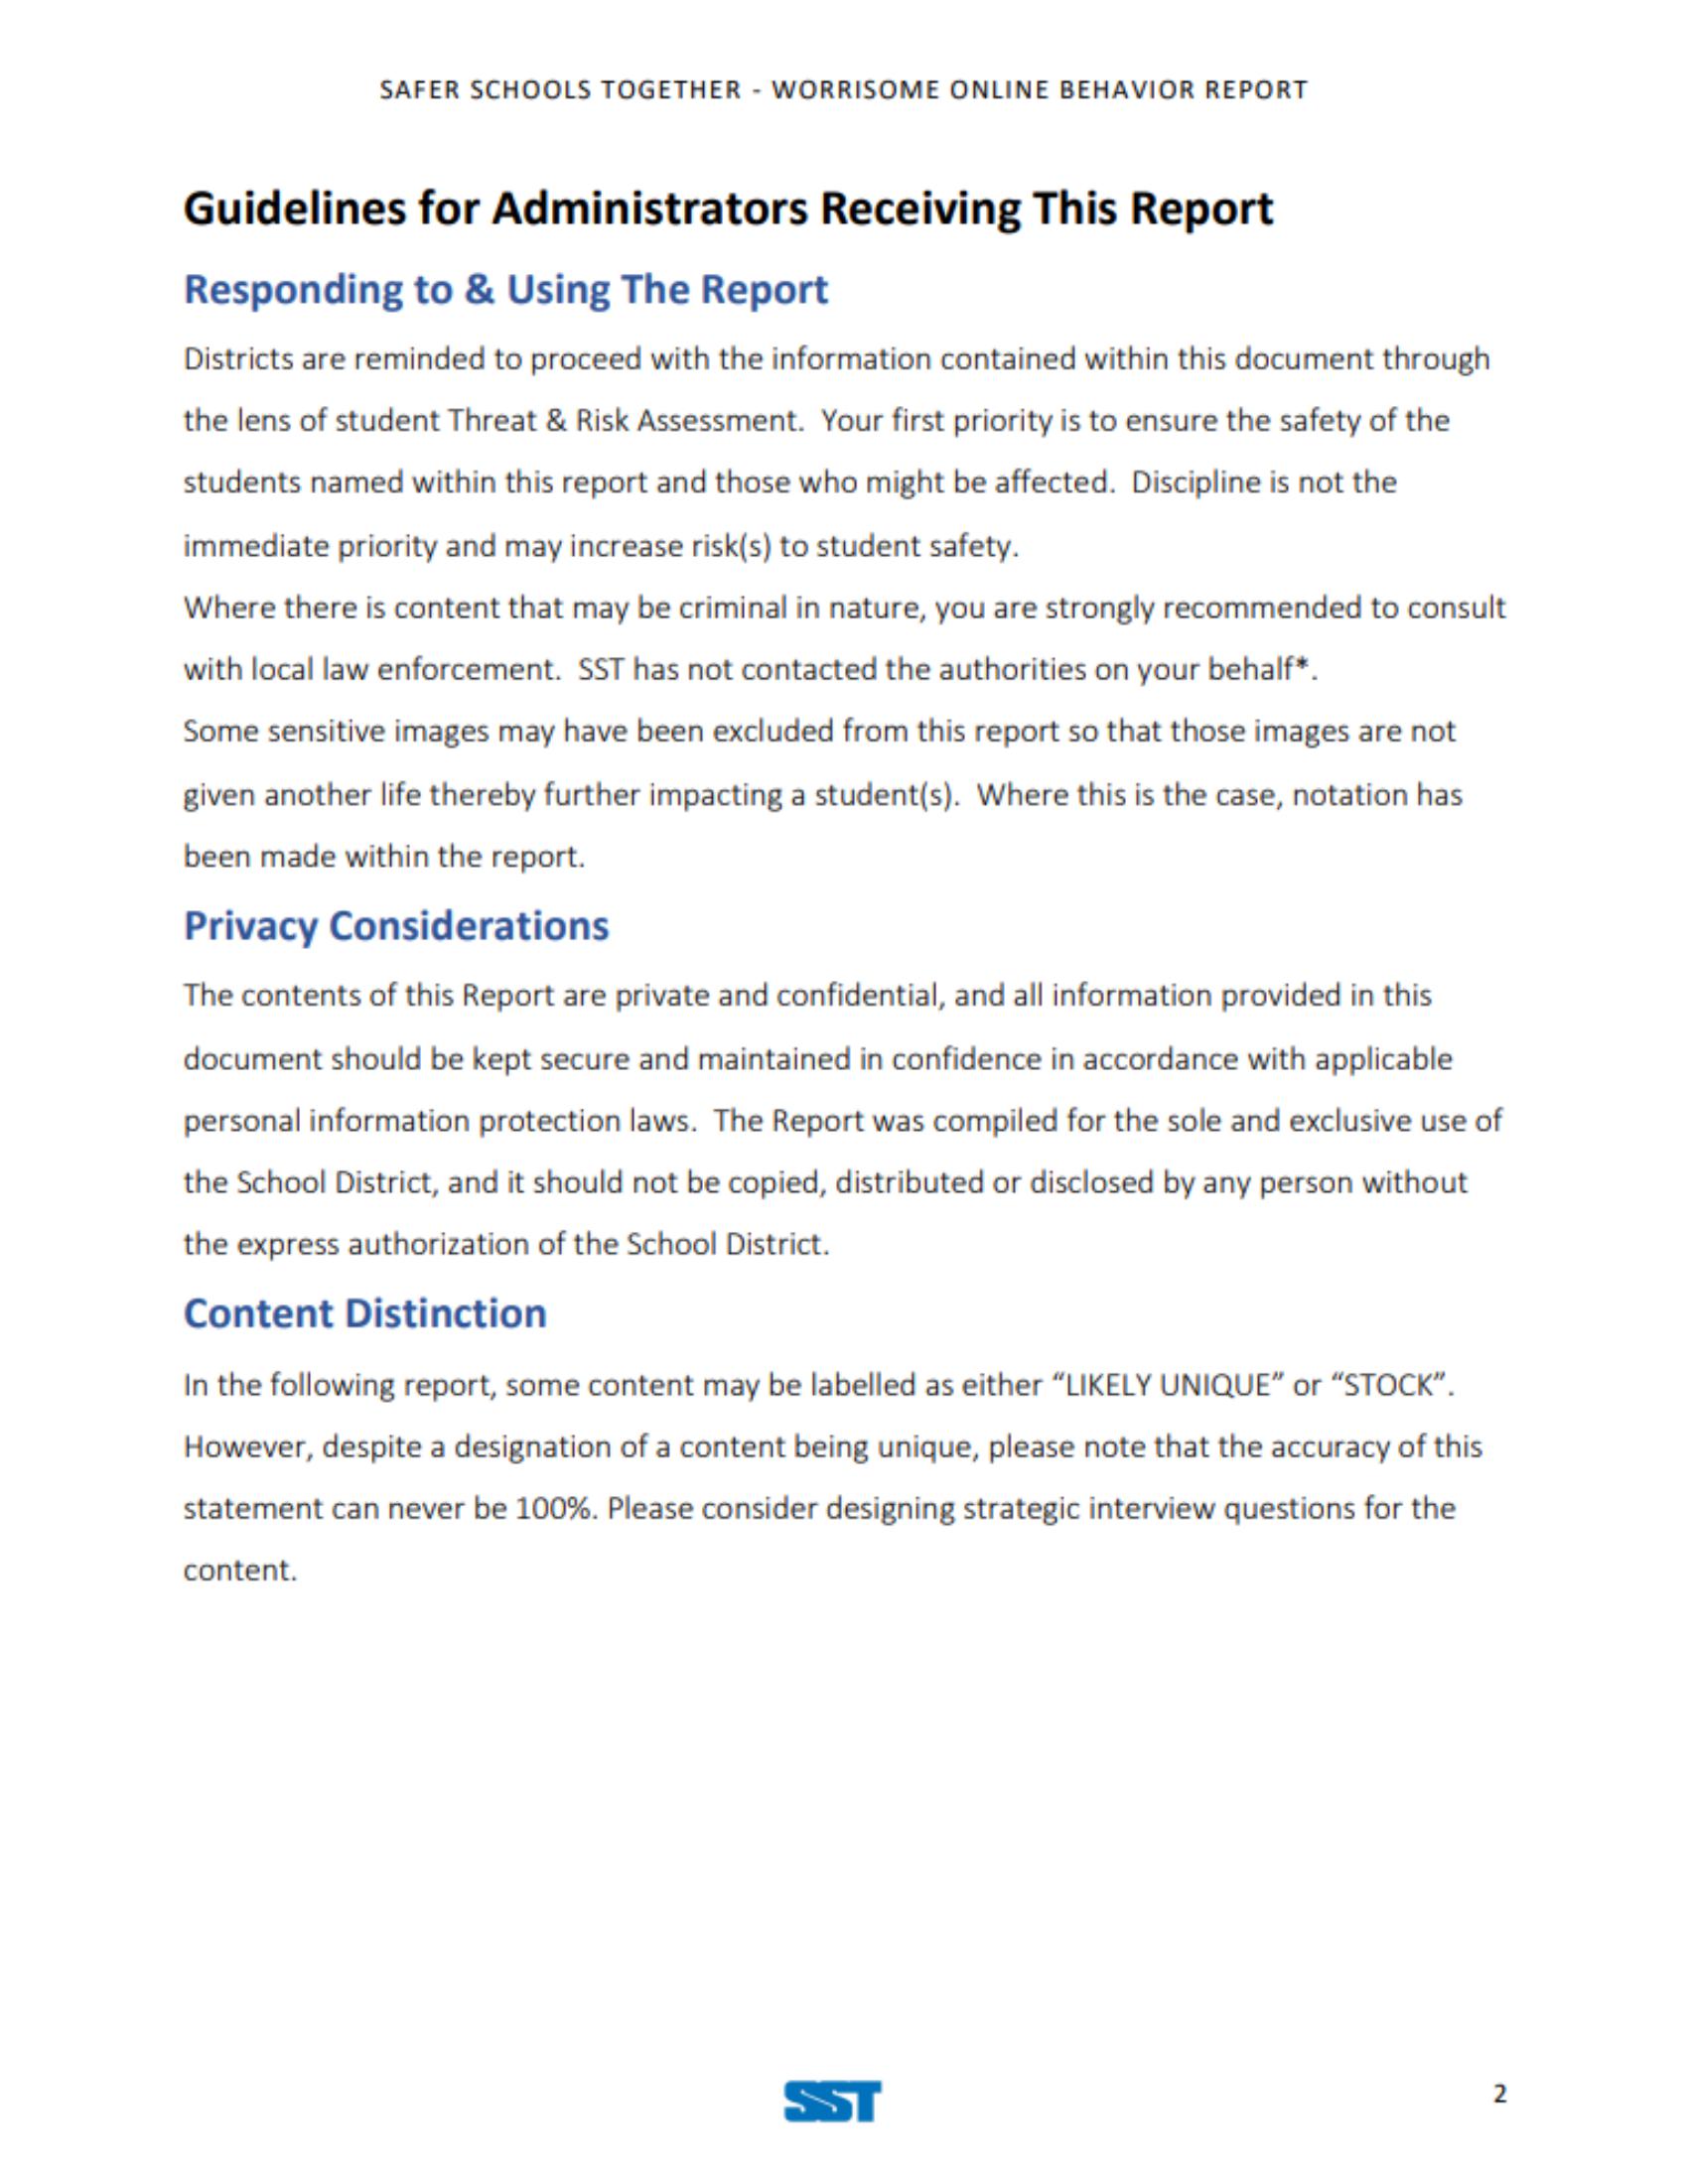 SAFER SCHOOLS TOGETHER - WORRISOME ONLINE BEHAVIOR REPORT
Guidelines for Administrators Receiving This Report
Responding to & Using The Report
Districts are reminded to proceed with the information contained within this document through
the lens of student Threat & Risk Assessment.  Your first priority is to ensure the safety of the
students named within this report and those who might be affected.  Discipline is not the
immediate priority and may increase risk(s) to student safety.
Where there is content that may be criminal in nature, you are strongly recommended to consult
with local law enforcement.  SST has not contacted the authorities on your behalf*.
Some sensitive images may have been excluded from this report so that those images are not
given another life thereby further impacting a student(s).  Where this is the case, notation has
been made within the report.
Privacy Considerations
The contents of this Report are private and confidential, and all information provided in this
document should be kept secure and maintained in confidence in accordance with applicable
personal information protection laws.  The Report was compiled for the sole and exclusive use of
the School District, and it should not be copied, distributed or disclosed by any person without
the express authorization of the School District.
Content Distinction
In the following report, some content may be labelled as either “LIKELY UNIQUE” or “STOCK”.
However, despite a designation of a content being unique, please note that the accuracy of this
statement can never be 100%. Please consider designing strategic interview questions for the
content.
SST
2